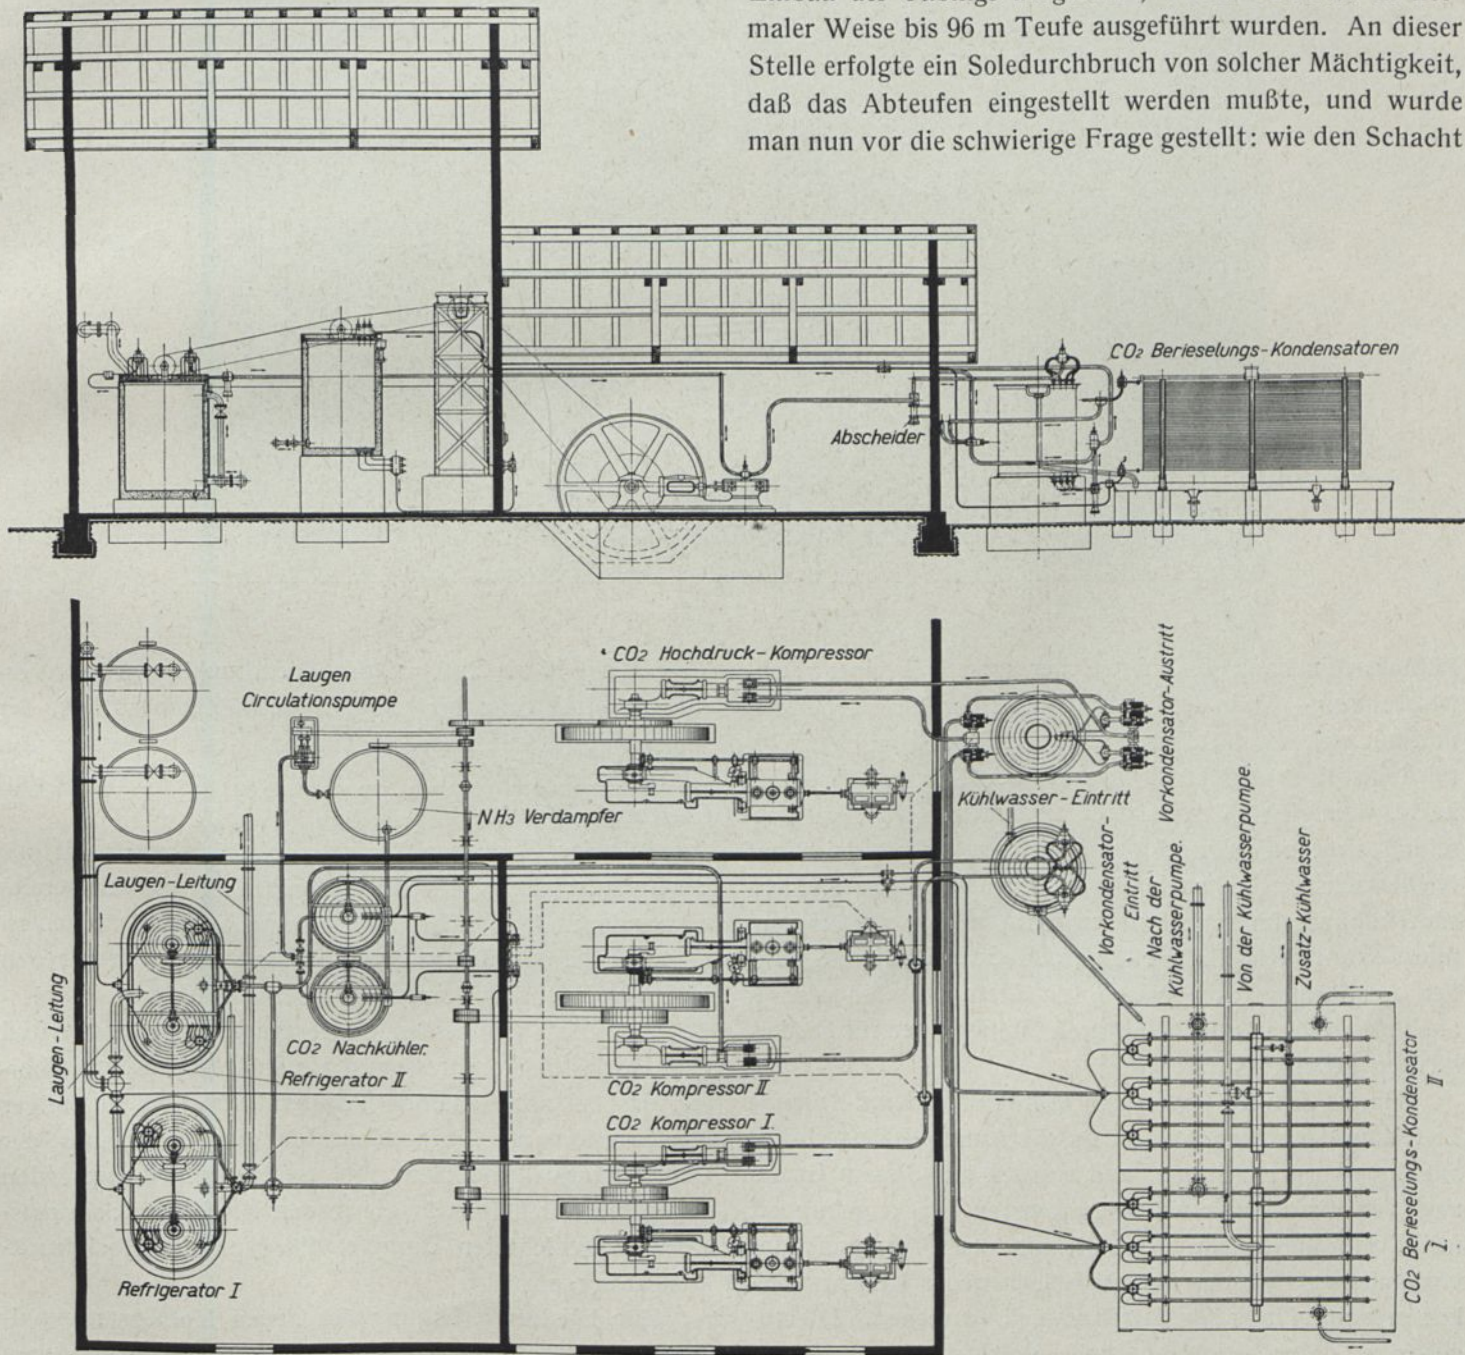 maler Weise bis 96 m Teufe ausgeführt wurden. An dieser
Stelle erfolgte ein Soledurchbruch von solcher Mächtigkeit,
daß das Abteufen eingestellt werden mußte, und wurde
man nun vor die schwierige Frage gestellt: wie den Schacht
CO2 Berieselungs-Kondensatoren
Abscheider
CO2 Hochdruck-Kompressor
Laugen
Circulationspumpe
NH3 Verdampfer
Kühlwasser-Eintritt
Vorkondensator-Austritt
Vorkondensator-
Eintritt
Nach der
Kühlwasserpumpe.
Von der Kühlwasserpumpe.
Zusatz-Kühlwasser
Laugen-Leitung
Laugen-Leitung
CO2 Nachkühler.
Refrigerator II
CO2 Kompressor II
CO2 Kompressor I.
Refrigerator I
CO2 Berieselungs-Kondensator
I.
II